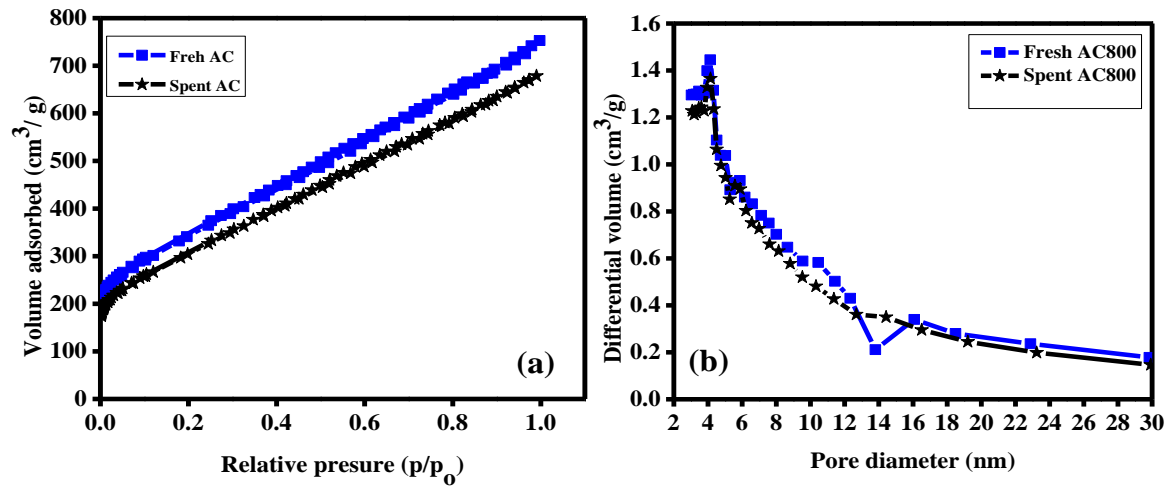 800
700
600
500
400
300
200
100
0
Volume adsorbed (cm³/ g)
Freh AC
Spent AC
(a)
0.0 0.2 0.4 0.6 0.8 1.0
Relative presure (p/pₒ)
1.6
1.4
1.2
1.0
0.8
0.6
0.4
0.2
0.0
Differential volume (cm³/g)
Fresh AC800
Spent AC800
(b)
2 4 6 8 10 12 14 16 18 20 22 24 26 28 30
Pore diameter (nm)